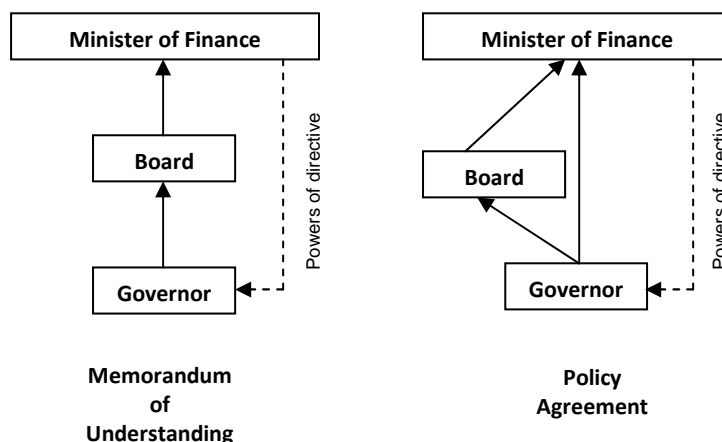 Minister of Finance
Board
Governor
Powers of directive
Memorandum
of
Understanding
Minister of Finance
Board
Governor
Powers of directive
Policy
Agreement